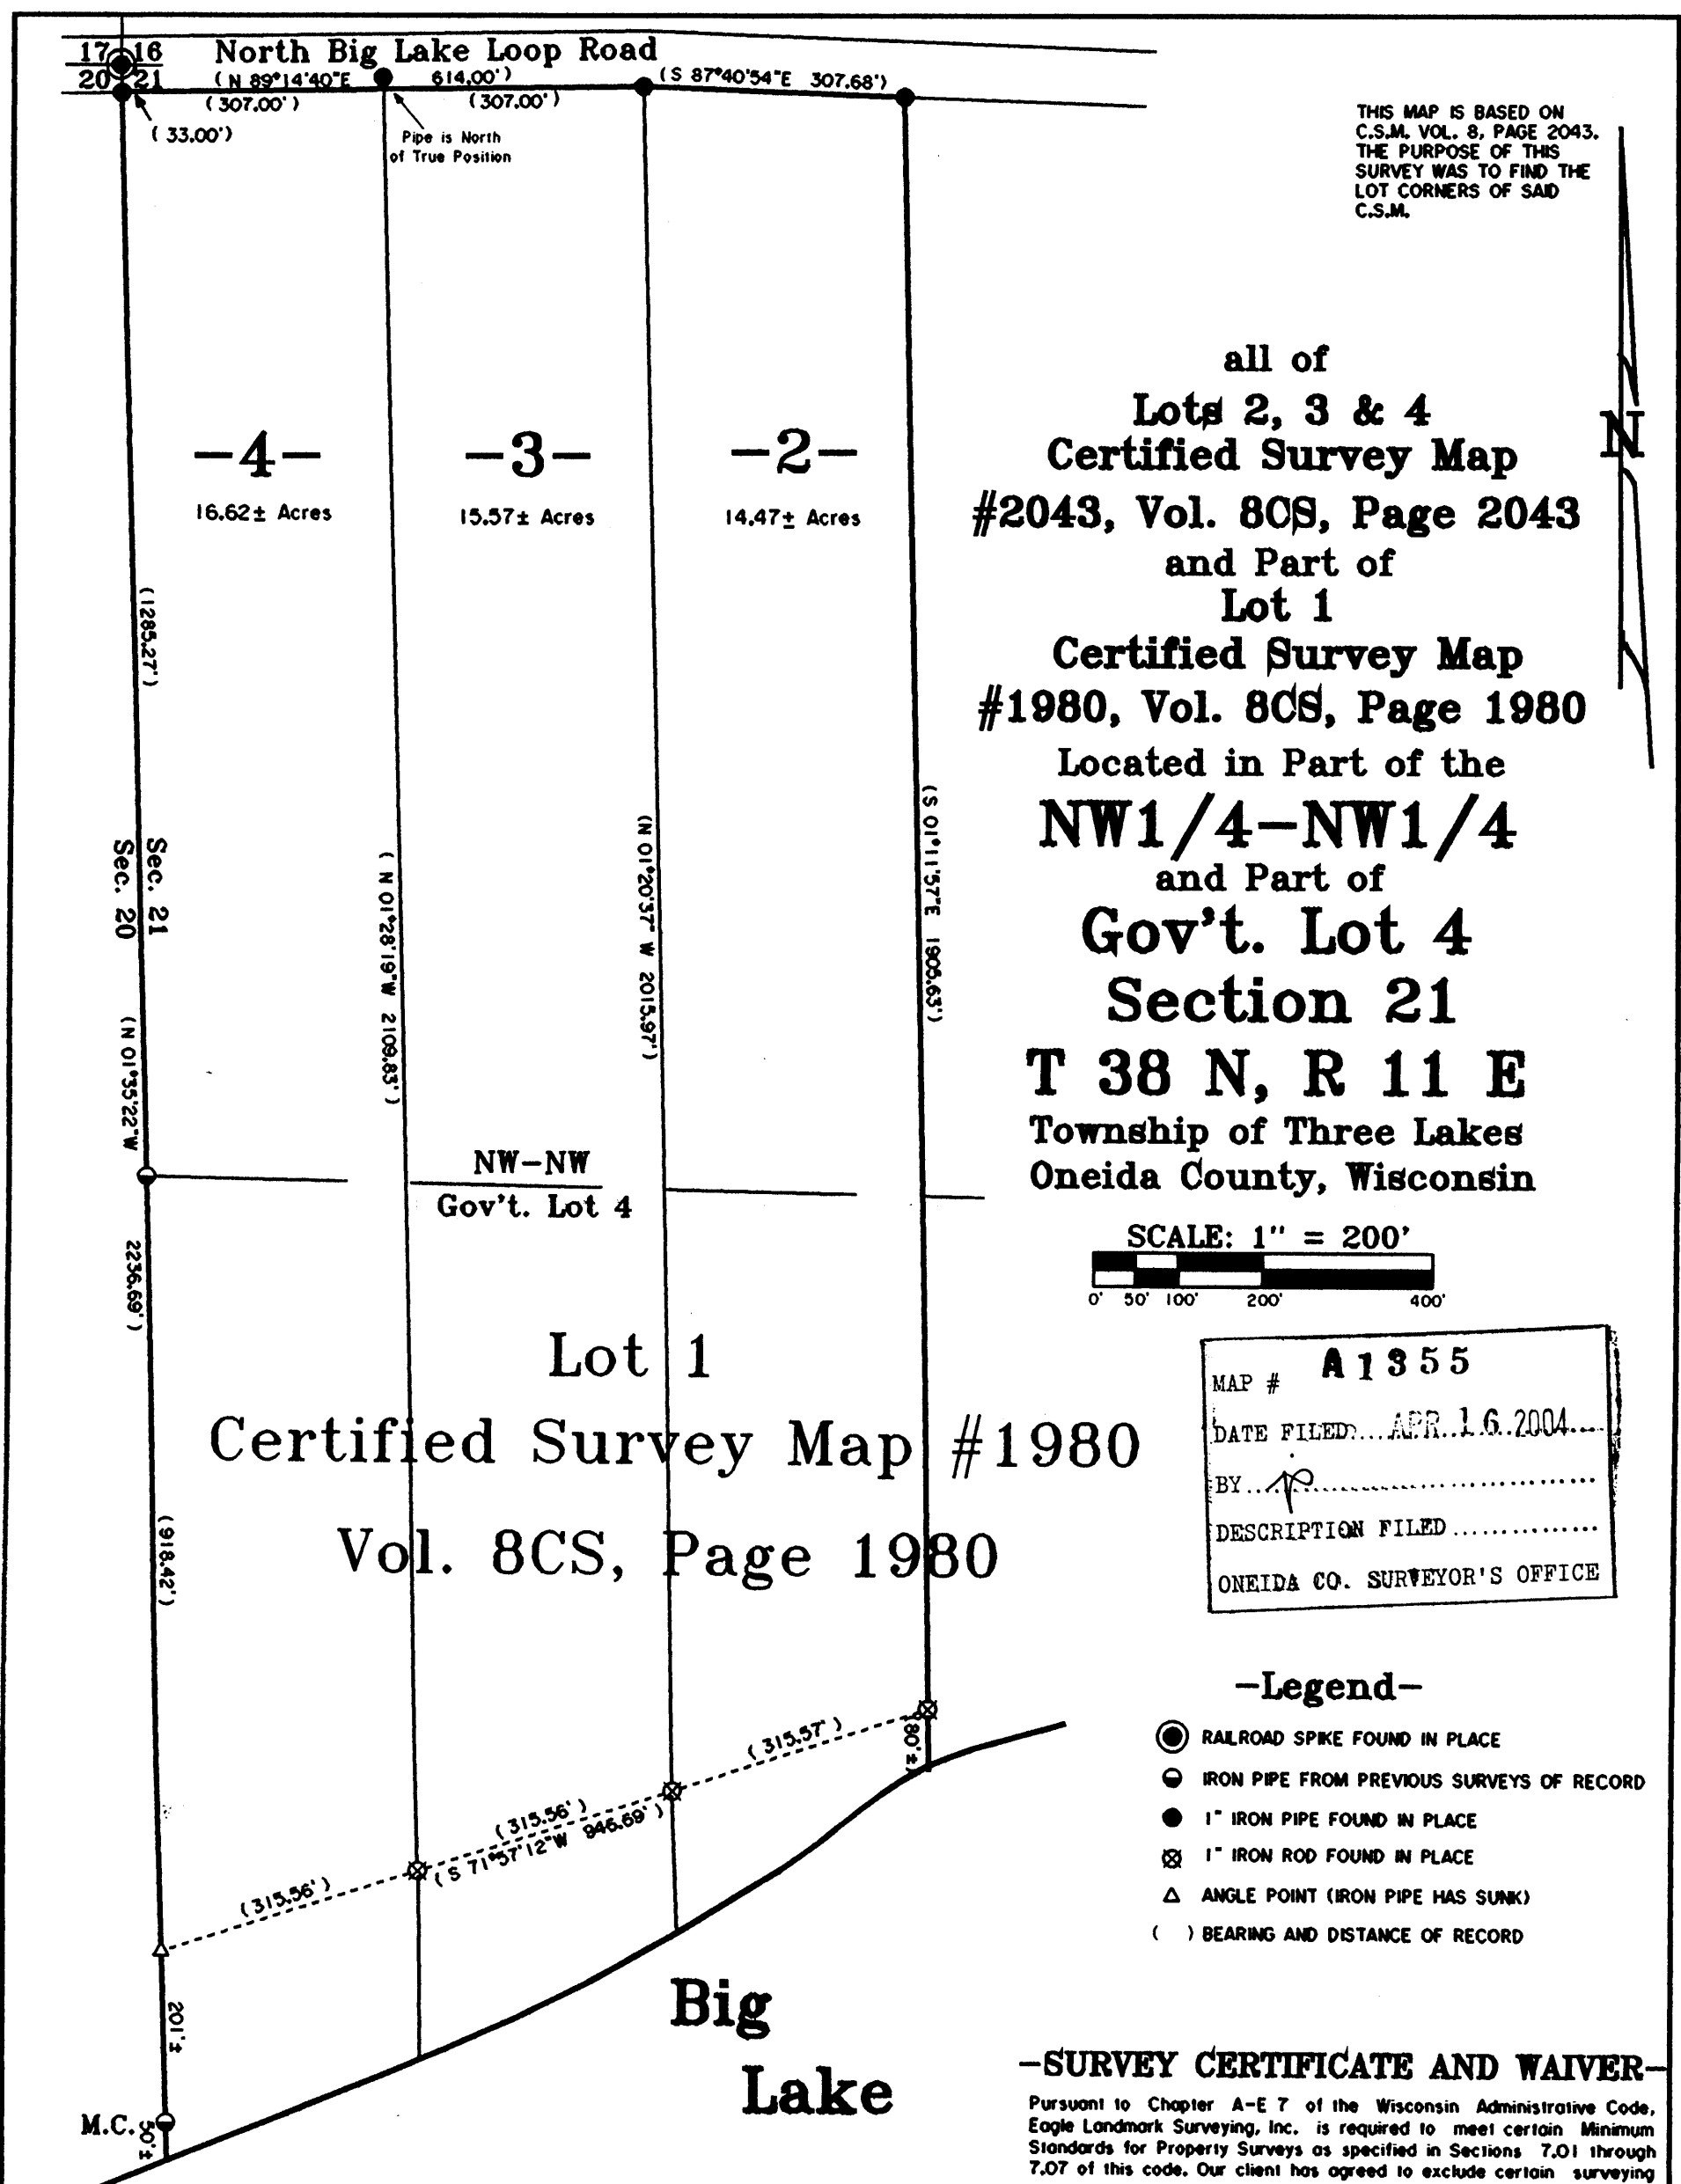 17 16
20 21
North Big Lake Loop Road
( N 89°14'40"E 614.00')
(S 87°40'54"E 307.68')
(307.00')
(307.00')
( 33.00')
Pipe is North
of True Position
THIS MAP IS BASED ON
C.S.M. VOL. 8, PAGE 2043.
THE PURPOSE OF THIS
SURVEY WAS TO FIND THE
LOT CORNERS OF SAID
C.S.M.
N
-4-
16.62± Acres
-3-
15.57± Acres
-2-
14.47± Acres
all of
Lots 2, 3 & 4
Certified Survey Map
#2043, Vol. 8CS, Page 2043
and Part of
Lot 1
Certified Survey Map
#1980, Vol. 8CS, Page 1980
Located in Part of the
NW1/4-NW1/4
and Part of
Gov't. Lot 4
Section 21
T 38 N, R 11 E
Township of Three Lakes
Oneida County, Wisconsin
(1285.27')
Sec. 21
Sec. 20
(N 01°35'22"W
2236.69')
( N 01°28'19"W 2109.83')
(N 01°20'37" W 2015.97')
(S 01°11'57"E 1906.63')
NW-NW
Gov't. Lot 4
SCALE: 1" = 200'
0' 50' 100' 200' 400'
Lot 1
Certified Survey Map #1980
Vol. 8CS, Page 1980
MAP # A1355
DATE FILED:... APR. 16. 2004....
BY....
DESCRIPTION FILED...............
ONEIDA CO. SURVEYOR'S OFFICE
(918.42')
-Legend-
RAILROAD SPIKE FOUND IN PLACE
IRON PIPE FROM PREVIOUS SURVEYS OF RECORD
1" IRON PIPE FOUND IN PLACE
1" IRON ROD FOUND IN PLACE
ANGLE POINT (IRON PIPE HAS SUNK)
( ) BEARING AND DISTANCE OF RECORD
( 315.57')
(80'±)
(315.56')
( S 71°57'12"W 946.69')
(315.56')
201'±
M.C.
50'±
Big
Lake
-SURVEY CERTIFICATE AND WAIVER-
Pursuant to Chapter A-E 7 of the Wisconsin Administrative Code,
Eagle Landmark Surveying, Inc. is required to meet certain Minimum
Standards for Property Surveys as specified in Sections 7.01 through
7.07 of this code. Our client has agreed to exclude certain surveying